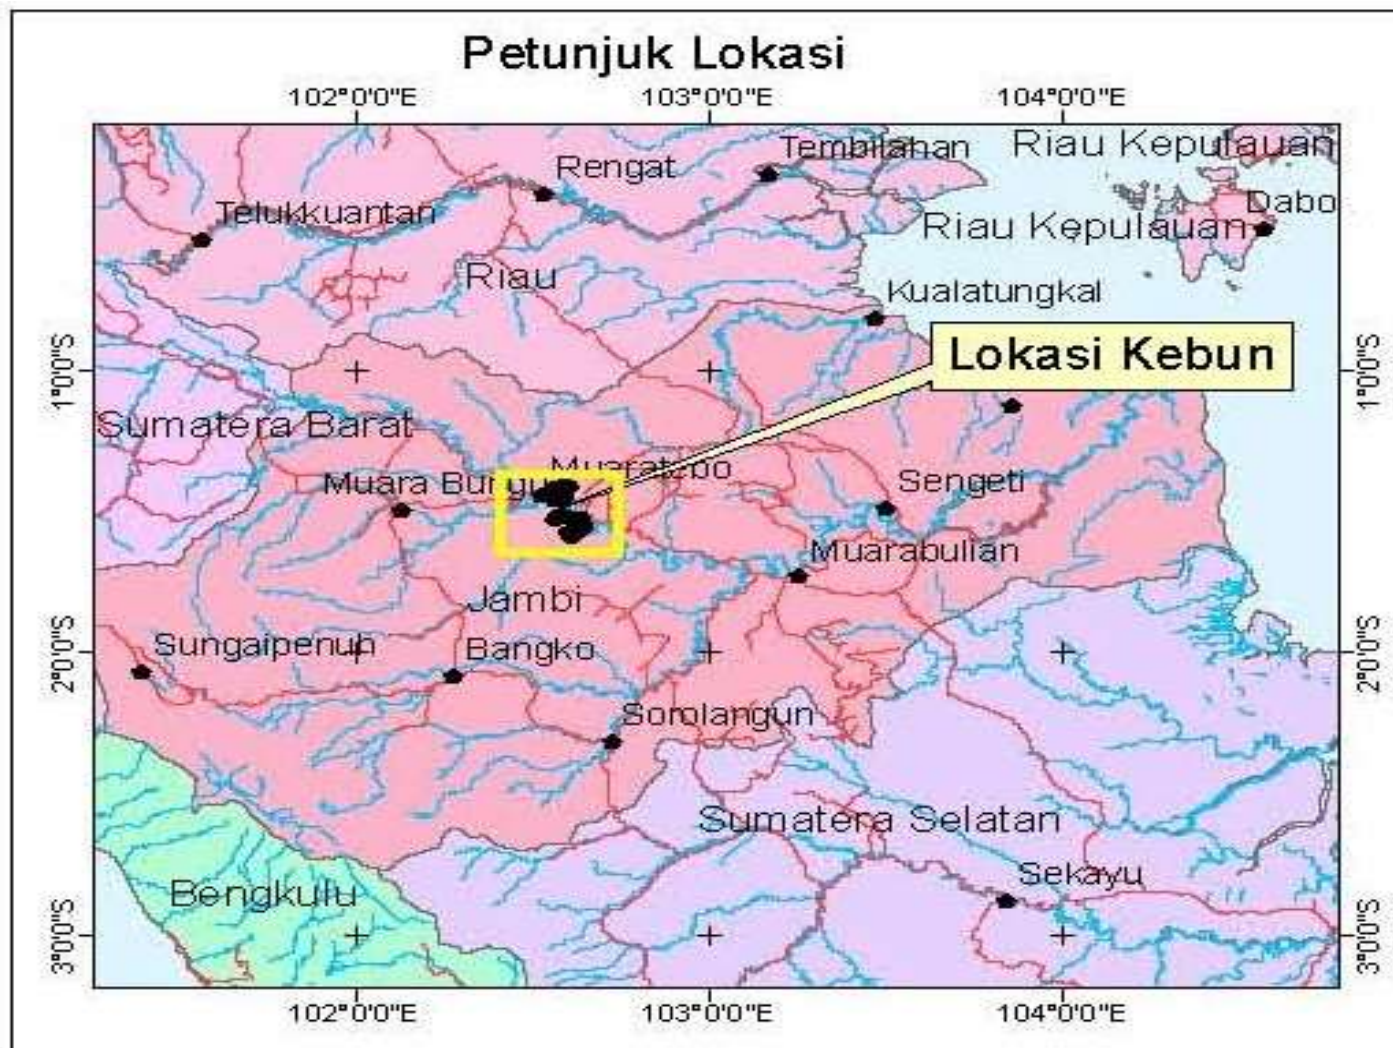 Petunjuk Lokasi
102°0'0"E 103°0'0"E 104°0'0"E
Rengat
Tembilahan
Riau Kepulauan
Telukkuantan
Dabo
Riau Kepulauan
Riau
Kualatungkal
1°0'0"S
Lokasi Kebun
1°0'0"S
Sumatera Barat
Muaratebo
Muara Bungo
Sengeti
Muarabulian
Jambi
2°0'0"S
Sungaipenuh
Bangko
2°0'0"S
Sorolangun
Sumatera Selatan
Sekayu
Bengkulu
3°0'0"S
3°0'0"S
102°0'0"E 103°0'0"E 104°0'0"E